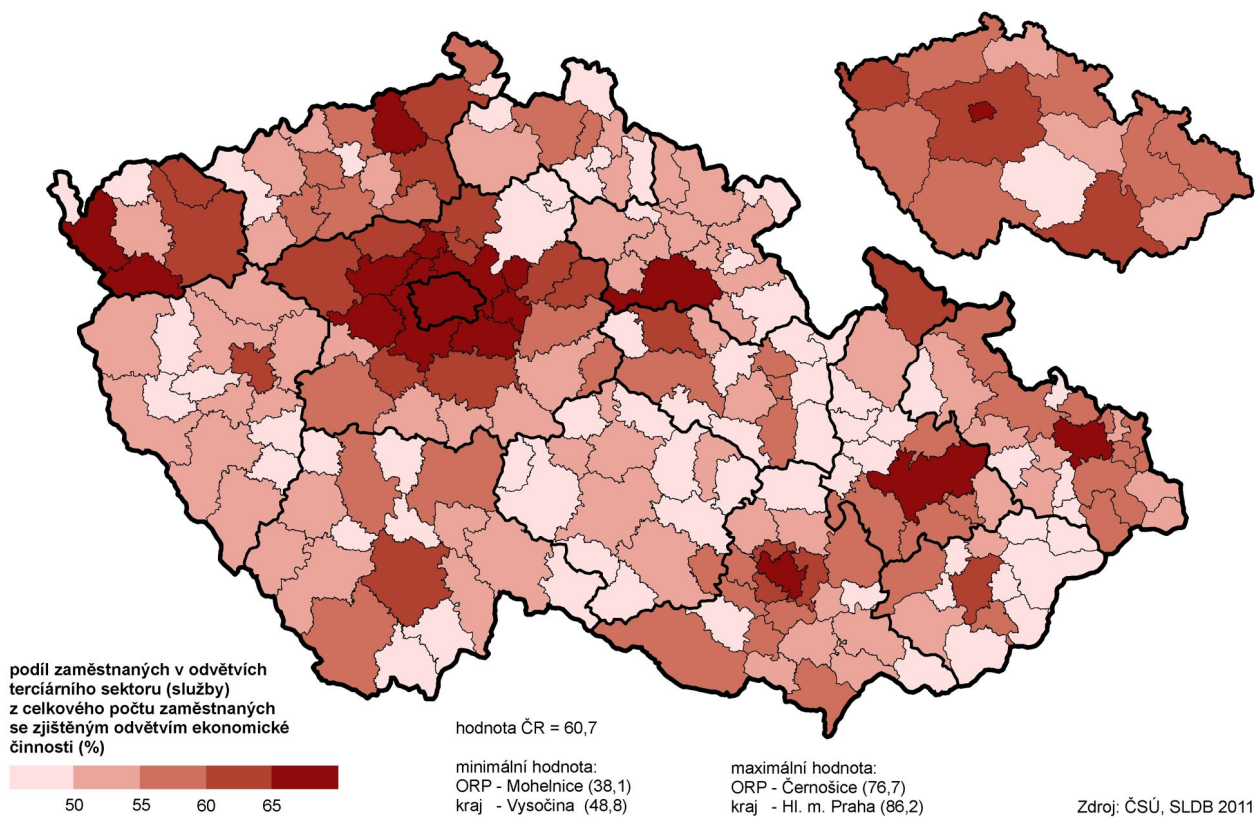 podíl zaměstnaných v odvětvích
terciárního sektoru (služby)
z celkového počtu zaměstnaných
se zjištěným odvětvím ekonomické
činnosti (%)
50 55 60 65
hodnota ČR = 60,7
minimální hodnota:
ORP - Mohelnice (38,1)
kraj - Vysočina (48,8)
maximální hodnota:
ORP - Černošice (76,7)
kraj - Hl. m. Praha (86,2)
Zdroj: ČSÚ, SLDB 2011